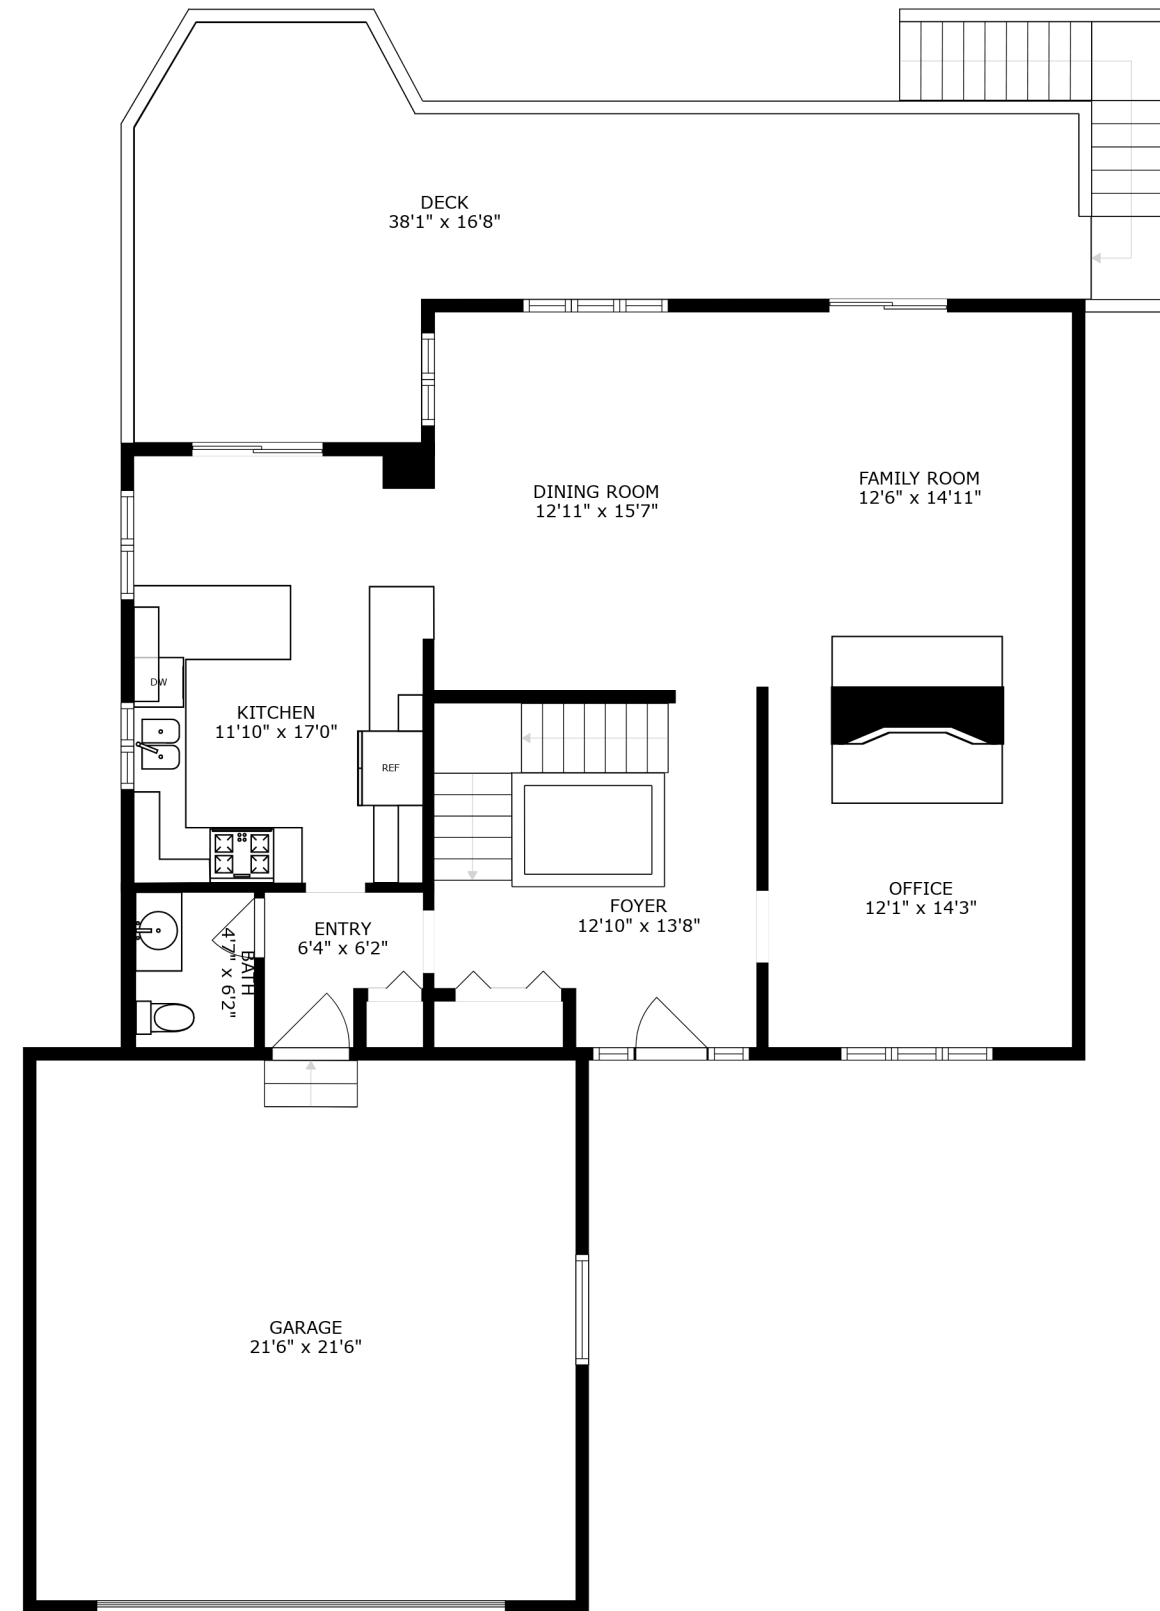 DECK
38'1" x 16'8"
DINING ROOM
12'11" x 15'7"
FAMILY ROOM
12'6" x 14'11"
DW
KITCHEN
11'10" x 17'0"
REF
OFFICE
12'1" x 14'3"
FOYER
12'10" x 13'8"
ENTRY
6'4" x 6'2"
BATH
4'7" x 6'2"
GARAGE
21'6" x 21'6"